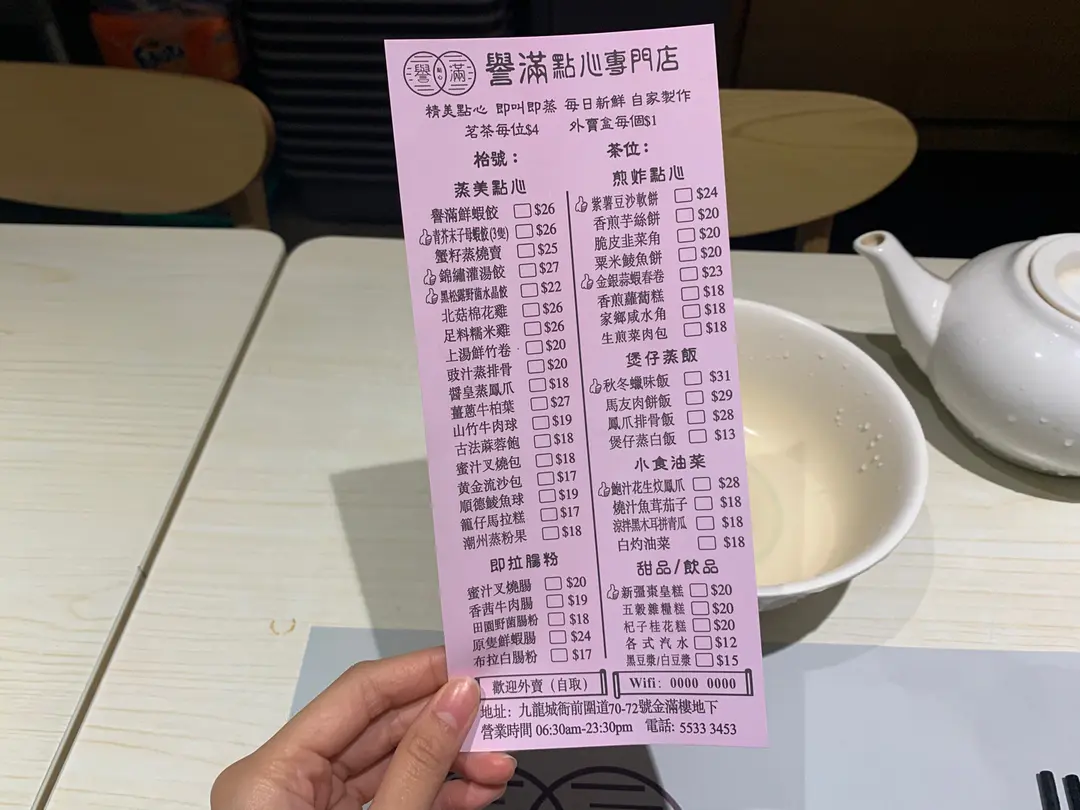 譽 點心 滿 譽滿點心專門店
精美點心 即叫即蒸 每日新鮮 自家製作
茗茶每位$4 外賣盒每個$1
枱號： 茶位：
蒸美點心
譽滿鮮蝦餃 $26
青芥末子母蝦餃(3隻) $26
蟹籽蒸燒賣 $25
錦繡灌湯餃 $27
黑松露野菌水晶餃 $22
北菇棉花雞 $26
足料糯米雞 $26
上湯鮮竹卷 $20
豉汁蒸排骨 $20
醬皇蒸鳳爪 $18
薑蔥牛柏葉 $27
山竹牛肉球 $19
古法蔴蓉飽 $18
蜜汁叉燒包 $18
黃金流沙包 $17
順德鯪魚球 $19
籠仔馬拉糕 $17
潮州蒸粉果 $18
即拉腸粉
蜜汁叉燒腸 $20
香茜牛肉腸 $19
田園野菌腸粉 $18
原隻鮮蝦腸 $24
布拉白腸粉 $17
煎炸點心
紫薯豆沙軟餅 $24
香煎芋絲餅 $20
脆皮韭菜角 $20
粟米鯪魚餅 $20
金銀蒜蝦春卷 $23
香煎蘿蔔糕 $18
家鄉咸水角 $18
生煎菜肉包 $18
煲仔蒸飯
秋冬蠟味飯 $31
馬友肉餅飯 $29
鳳爪排骨飯 $28
煲仔蒸白飯 $13
小食油菜
鮑汁花生炆鳳爪 $28
燒汁魚茸茄子 $18
涼拌黑木耳拼青瓜 $18
白灼油菜 $18
甜品/飲品
新彊棗皇糕 $20
五穀雜糧糕 $20
杞子桂花糕 $20
各式汽水 $12
黑豆漿/白豆漿 $15
歡迎外賣（自取） Wifi: 0000 0000
地址：九龍城衙前圍道70-72號金滿樓地下
營業時間 06:30am-23:30pm 電話：5533 3453